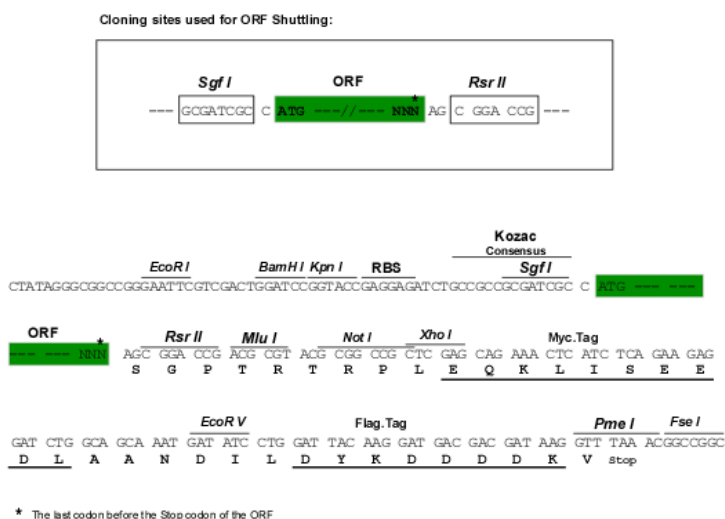 Cloning sites used for ORF Shuttling:
Sgf I ORF Rsr II
--- GCGATCGC C ATG ---//--- NNN* AG C GGA CCG ---
Kozac
Consensus
EcoR I BamH I Kpn I RBS Sgf I
CTATAGGGCGGCCGGGAATTCGTCGACTGGATCCGGTACCGAGGAGATCTGCCGCCGCGATCGC C ATG --- ---
ORF * Rsr II Mlu I Not I Xho I Myc.Tag
--- --- NNN AGC GGA CCG ACG CGT ACG CGG CCG CTC GAG CAG AAA CTC ATC TCA GAA GAG
S G P T R T R P L E Q K L I S E E
EcoR V Flag.Tag Pme I Fse I
GAT CTG GCA GCA AAT GAT ATC CTG GAT TAC AAG GAT GAC GAC GAT AAG GTT TAA ACGGCCGGC
D L A A N D I L D Y K D D D D K V Stop
* The last codon before the Stop codon of the ORF